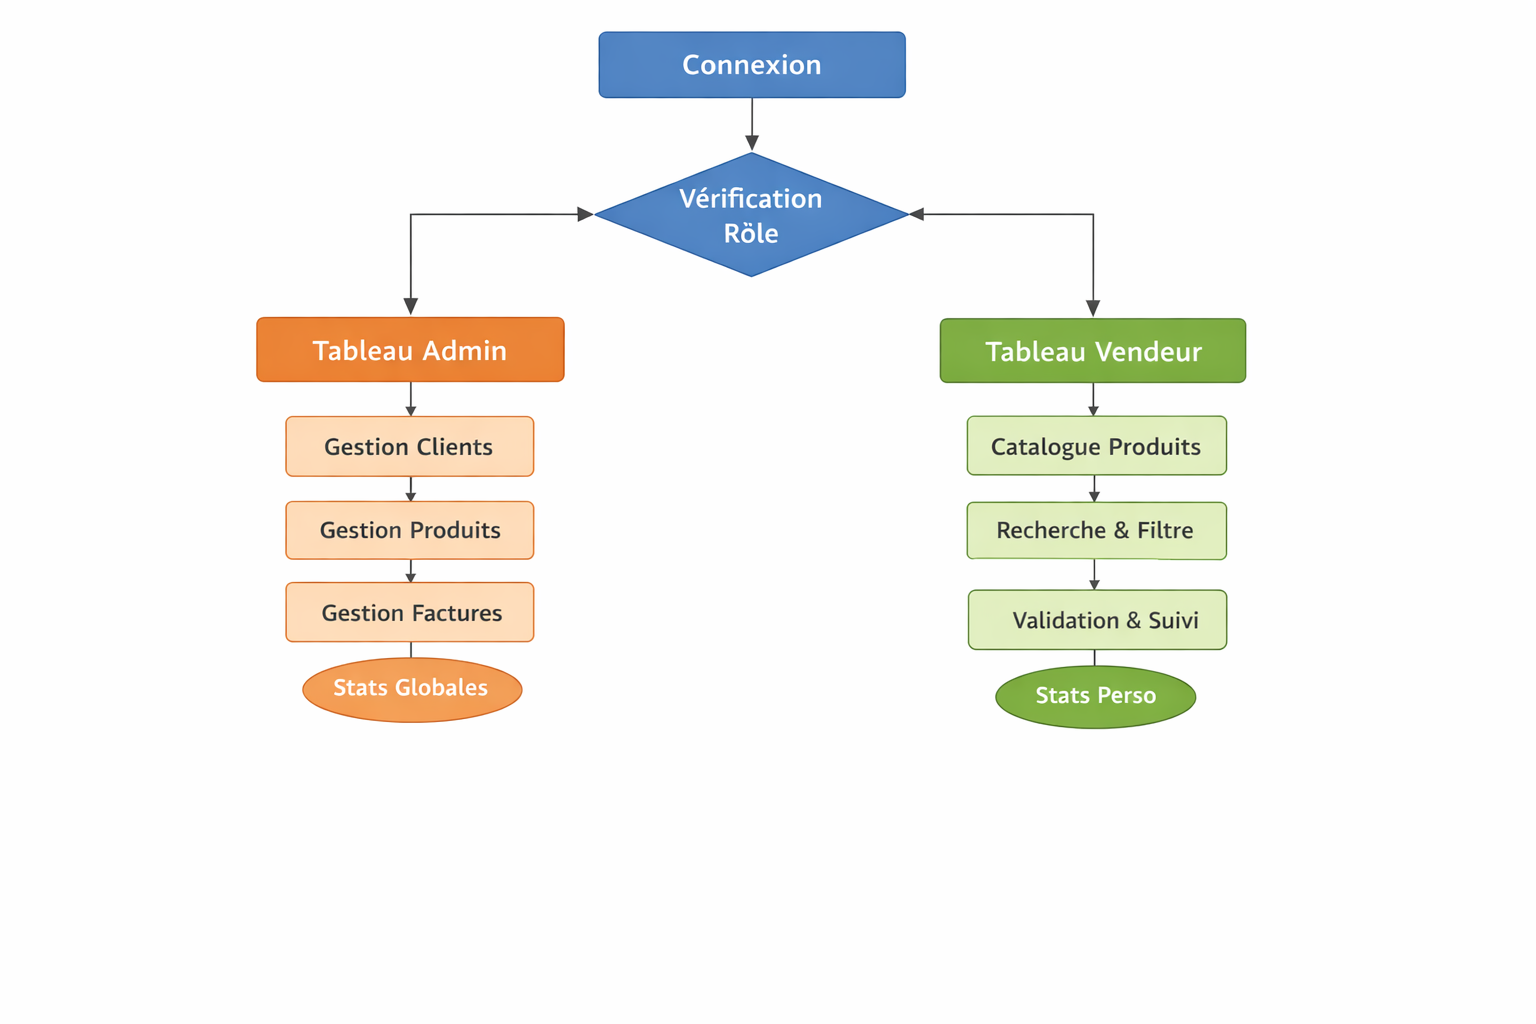 Connexion
Vérification
Röle
Tableau Admin
Tableau Vendeur
Gestion Clients
Catalogue Produits
Gestion Produits
Recherche & Filtre
Gestion Factures
Validation & Suivi
Stats Globales
Stats Perso